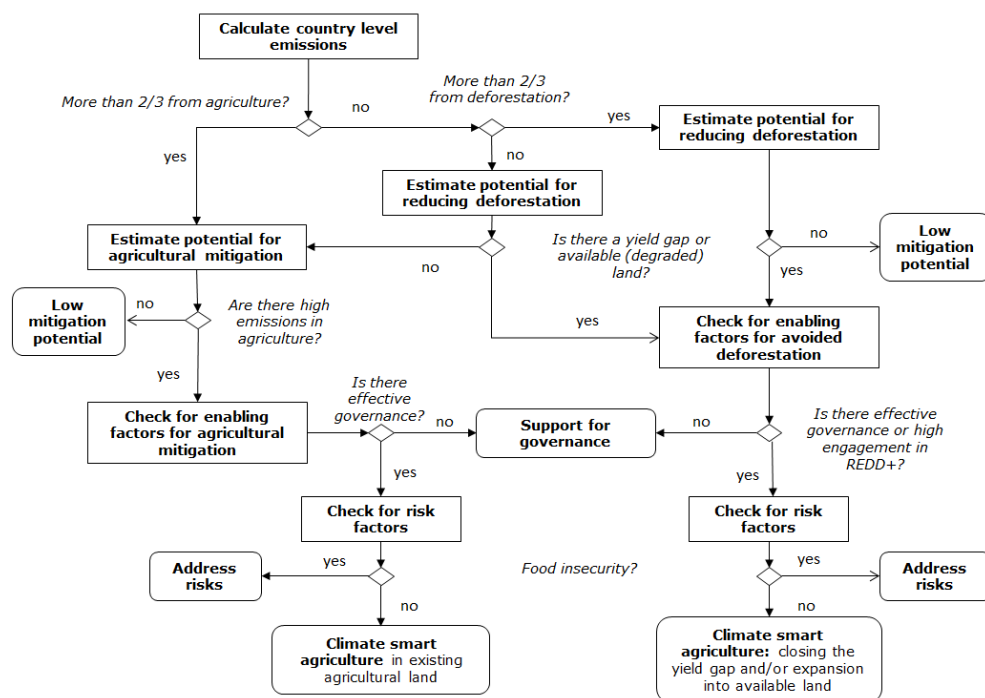 Calculate country level
emissions
More than 2/3 from agriculture?
More than 2/3
from deforestation?
no
yes
Estimate potential for
reducing deforestation
yes
no
Estimate potential for
reducing deforestation
Estimate potential for
agricultural mitigation
no
Is there a yield gap or
available (degraded)
land?
no
yes
Low
mitigation
potential
Low
mitigation
potential
no
Are there high
emissions in
agriculture?
yes
Check for enabling
factors for avoided
deforestation
yes
Check for enabling
factors for agricultural
mitigation
Is there
effective
governance?
no
Support for
governance
no
Is there effective
governance or high
engagement in
REDD+?
yes
yes
Check for risk
factors
Check for risk
factors
Address
risks
yes
Food insecurity?
yes
Address
risks
no
no
Climate smart
agriculture in existing
agricultural land
Climate smart
agriculture: closing the
yield gap and/or expansion
into available land